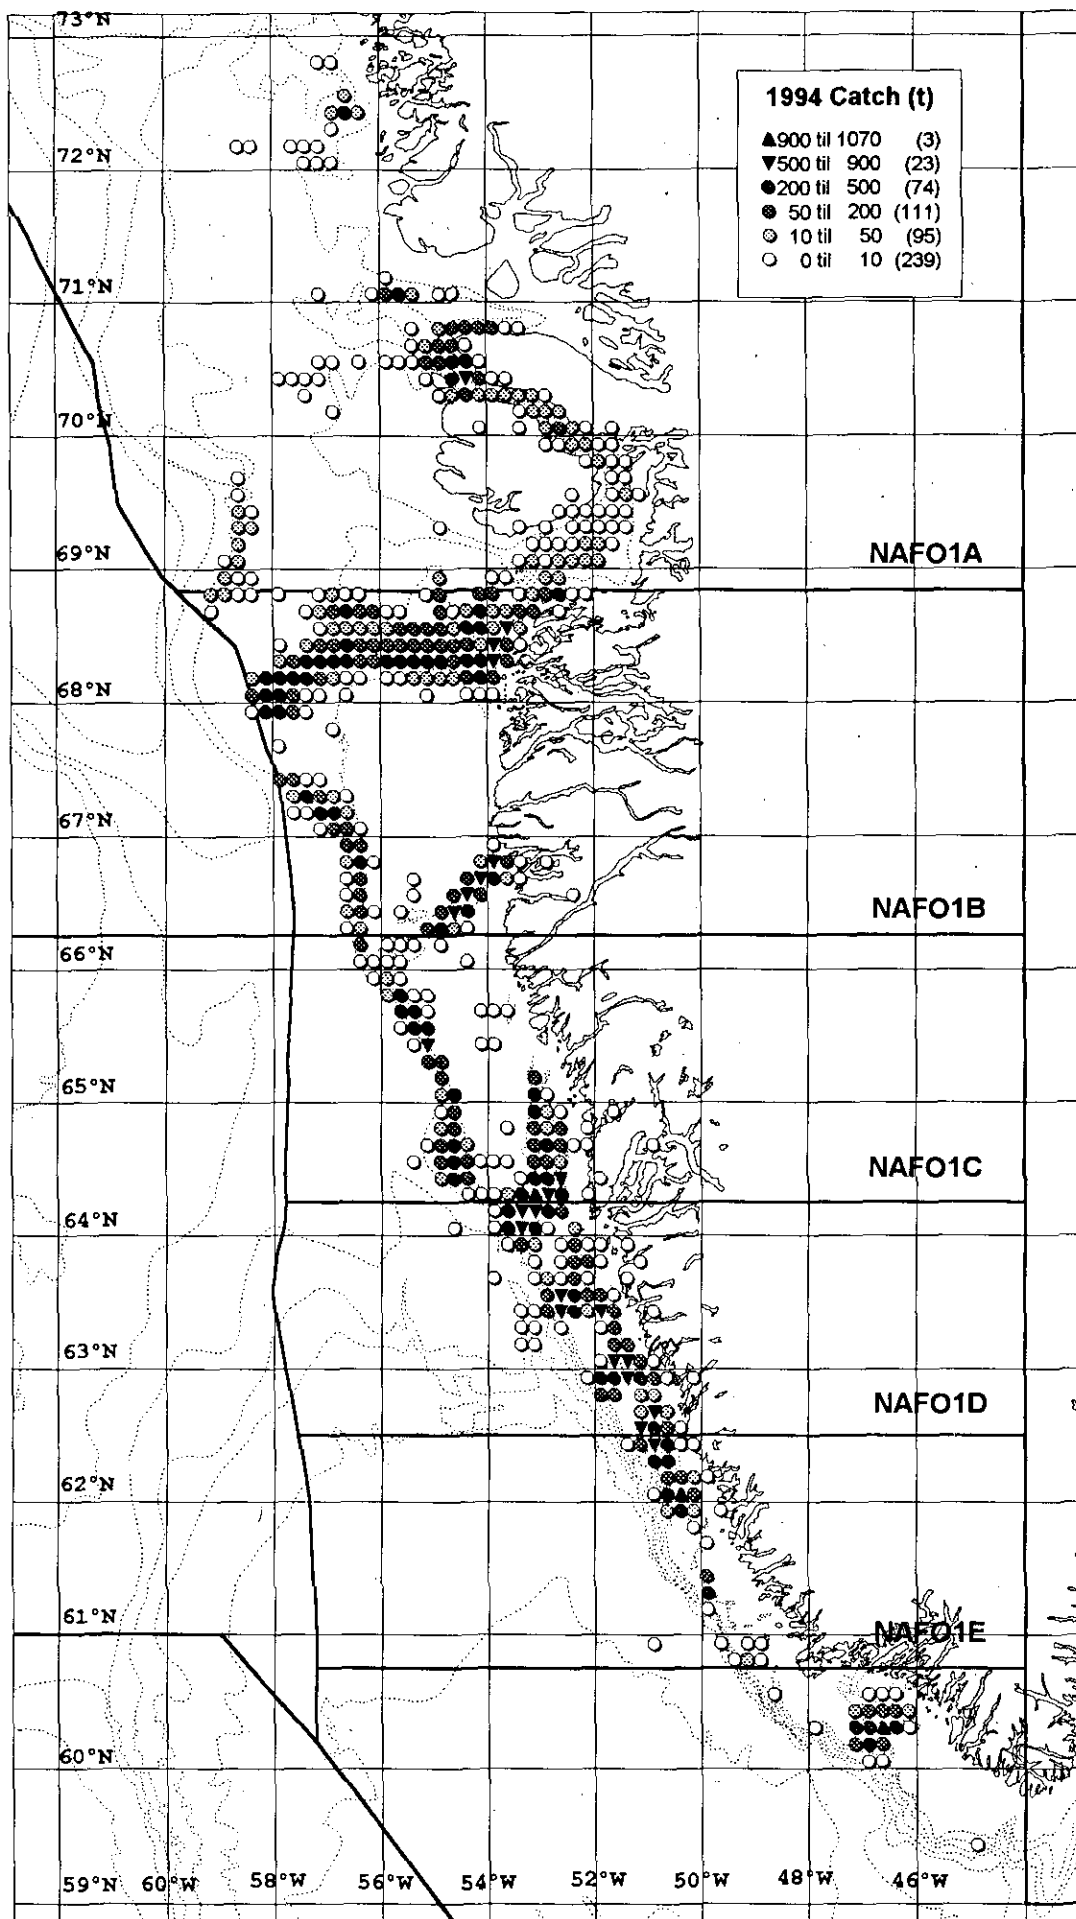 73°N
1994 Catch (t)
▲900 til 1070 (3)
▼500 til 900 (23)
●200 til 500 (74)
50 til 200 (111)
10 til 50 (95)
0 til 10 (239)
72°N
71°N
70°N
69°N
NAFO1A
68°N
67°N
NAFO1B
66°N
65°N
NAFO1C
64°N
63°N
NAFO1D
62°N
61°N
NAFO1E
60°N
59°N 60°W 58°W 56°W 54°W 52°W 50°W 48°W 46°W